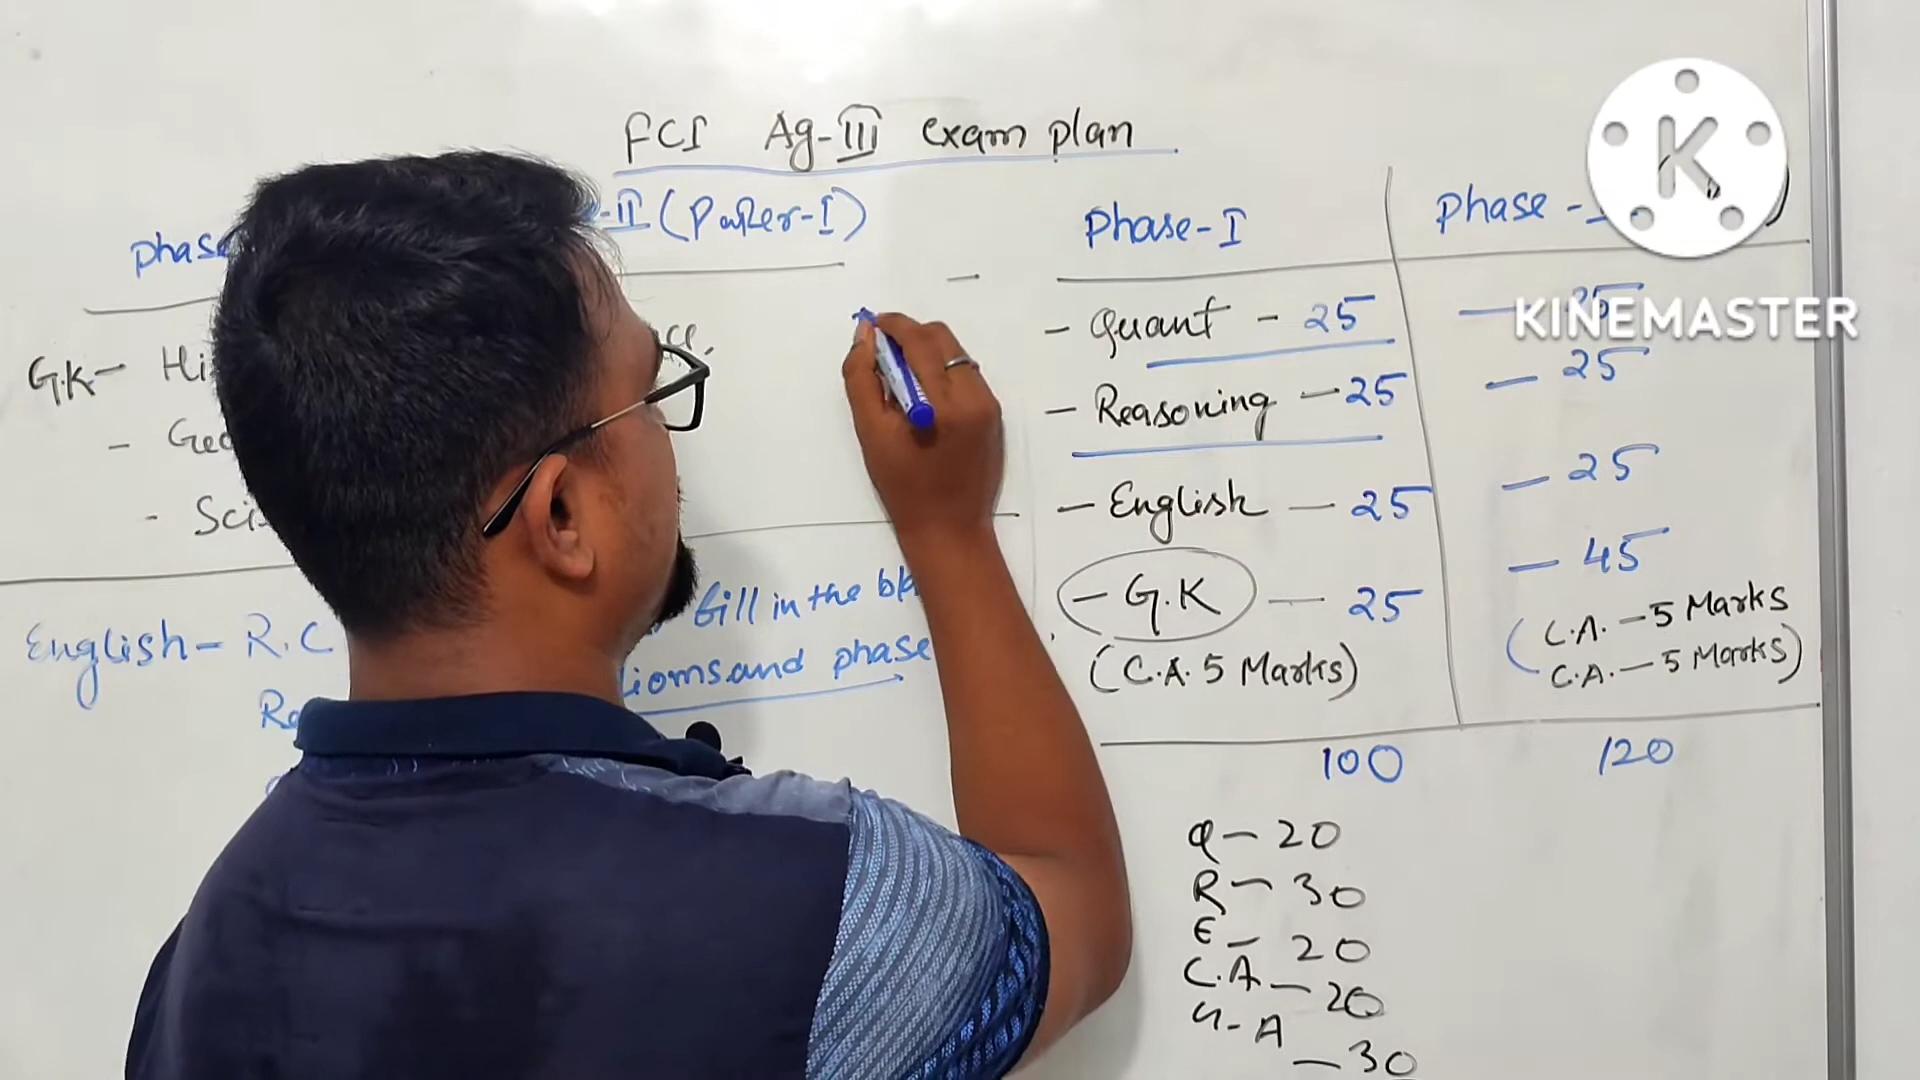 FCI Ag-III exam plan
phase
-II (Paper-I)
G.K-
Hi
- Geo
- Sci
English - R.C
fill in the bl
and phase
Phase-I
- Quant - 25
- Reasoning - 25
- English - 25
- G.K - 25
(C.A. 5 Marks)
100
Phase -
- 25
- 25
- 25
- 45
(C.A. - 5 Marks
C.A. - 5 Marks)
120
Q - 20
R - 30
E - 20
C.A - 20
G-A
- 30
K
KINEMASTER